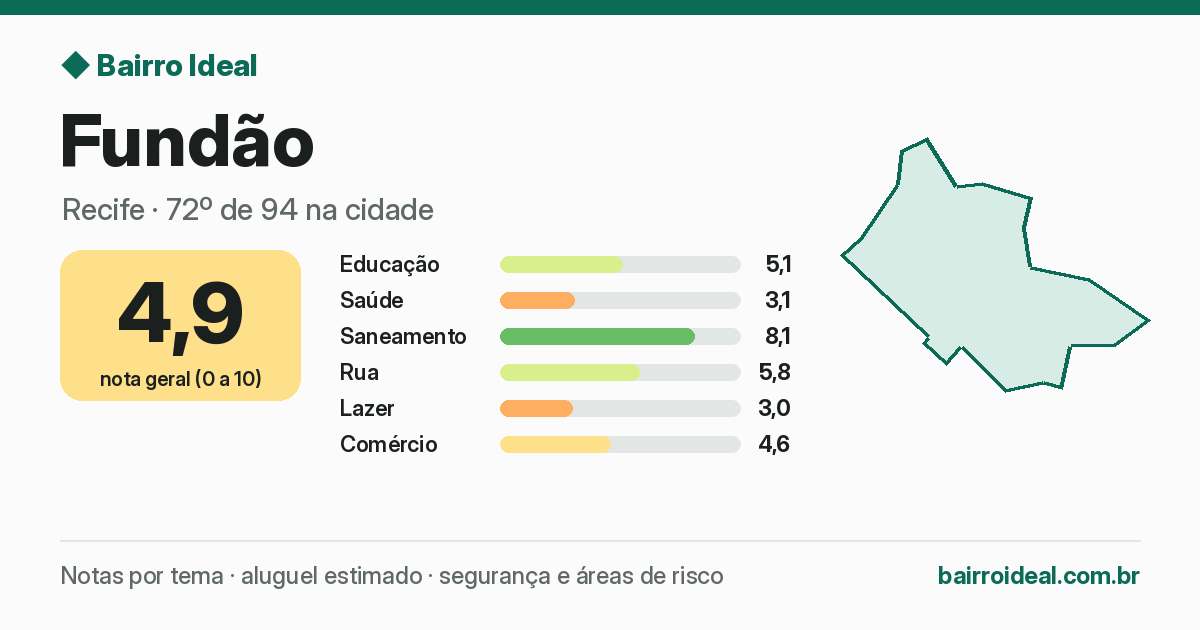 Bairro Ideal
Fundão
Recife · 72º de 94 na cidade
4,9
nota geral (0 a 10)
Educação 5,1
Saúde 3,1
Saneamento 8,1
Rua 5,8
Lazer 3,0
Comércio 4,6
Notas por tema · aluguel estimado · segurança e áreas de risco
bairroideal.com.br